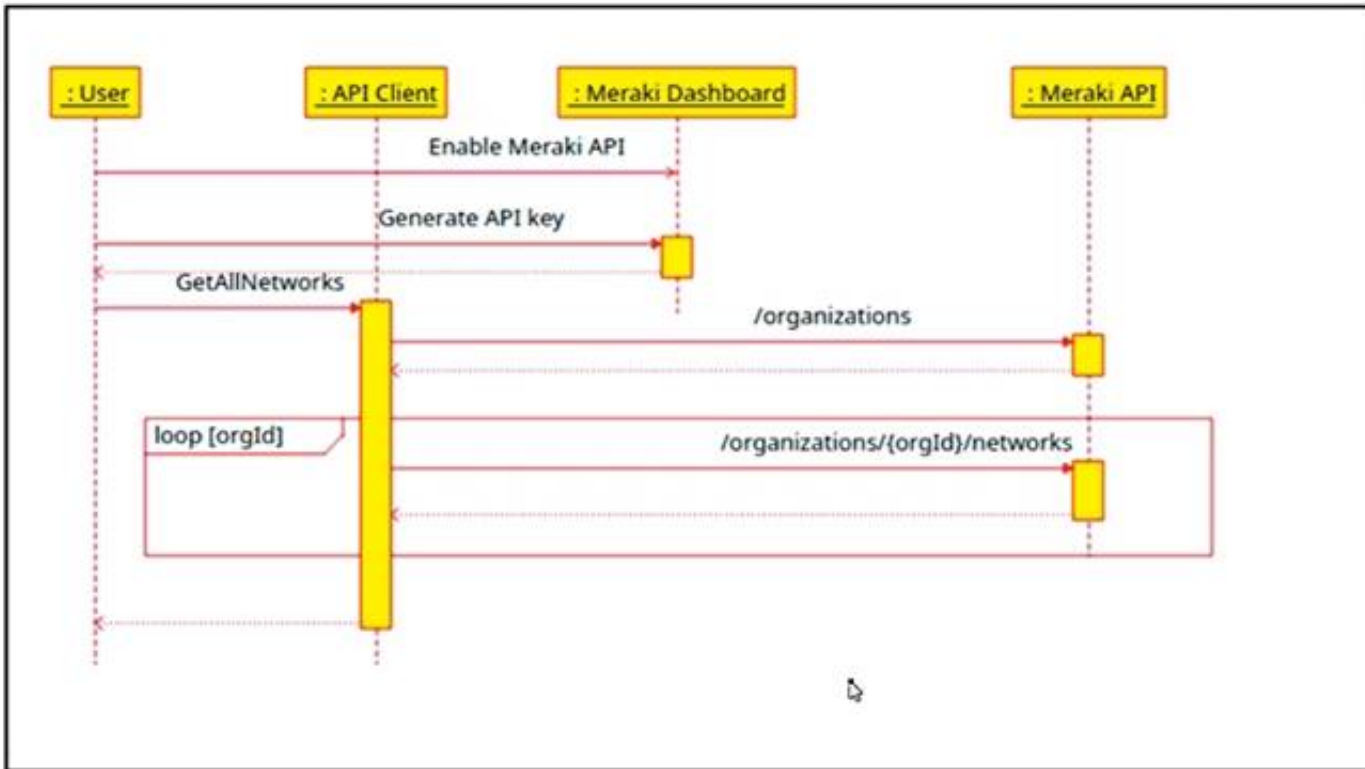 : User
: API Client
: Meraki Dashboard
: Meraki API
Enable Meraki API
Generate API key
GetAllNetworks
/organizations
loop [orgId]
/organizations/{orgId}/networks